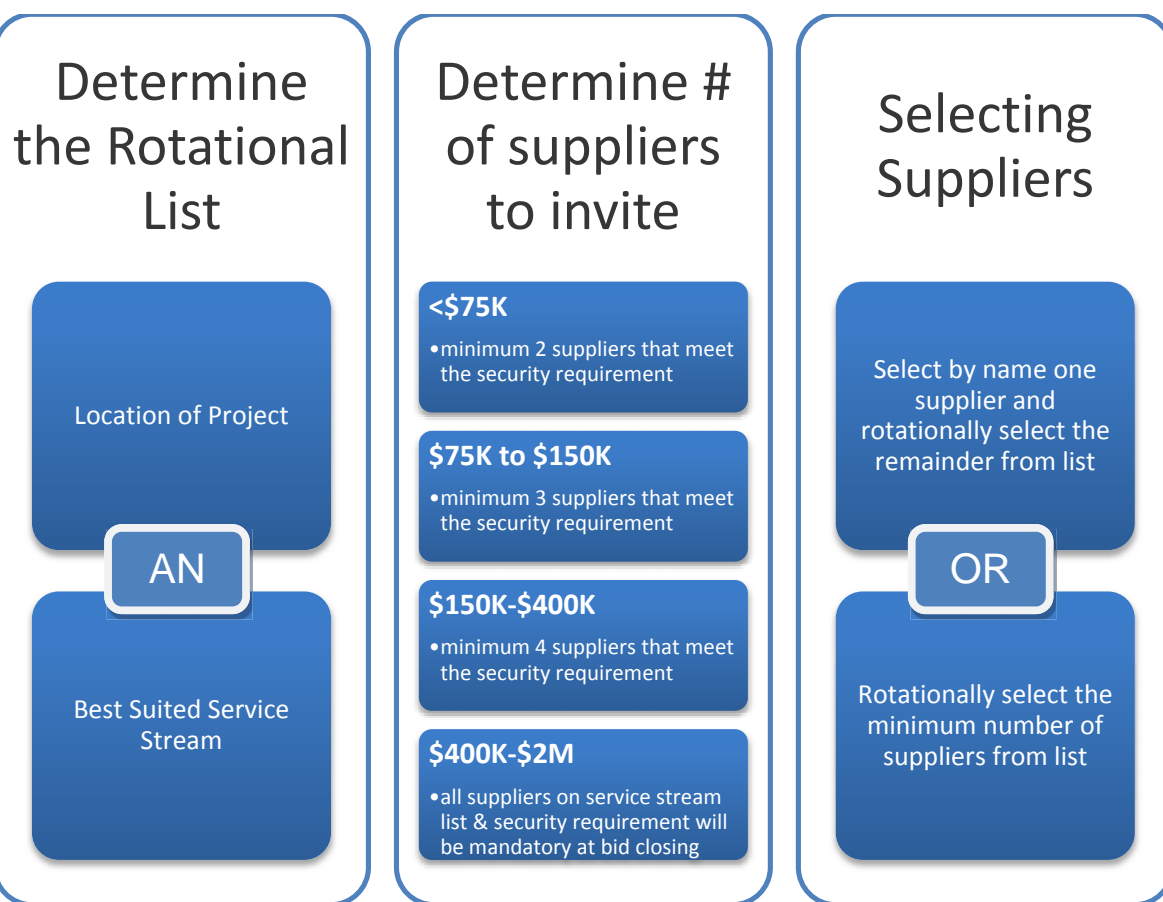 Determine
the Rotational
List
Location of Project
AN
Best Suited Service
Stream
Determine #
of suppliers
to invite
<$75K
•minimum 2 suppliers that meet
the security requirement
$75K to $150K
•minimum 3 suppliers that meet
the security requirement
$150K-$400K
•minimum 4 suppliers that meet
the security requirement
$400K-$2M
•all suppliers on service stream
list & security requirement will
be mandatory at bid closing
Selecting
Suppliers
Select by name one
supplier and
rotationally select the
remainder from list
OR
Rotationally select the
minimum number of
suppliers from list